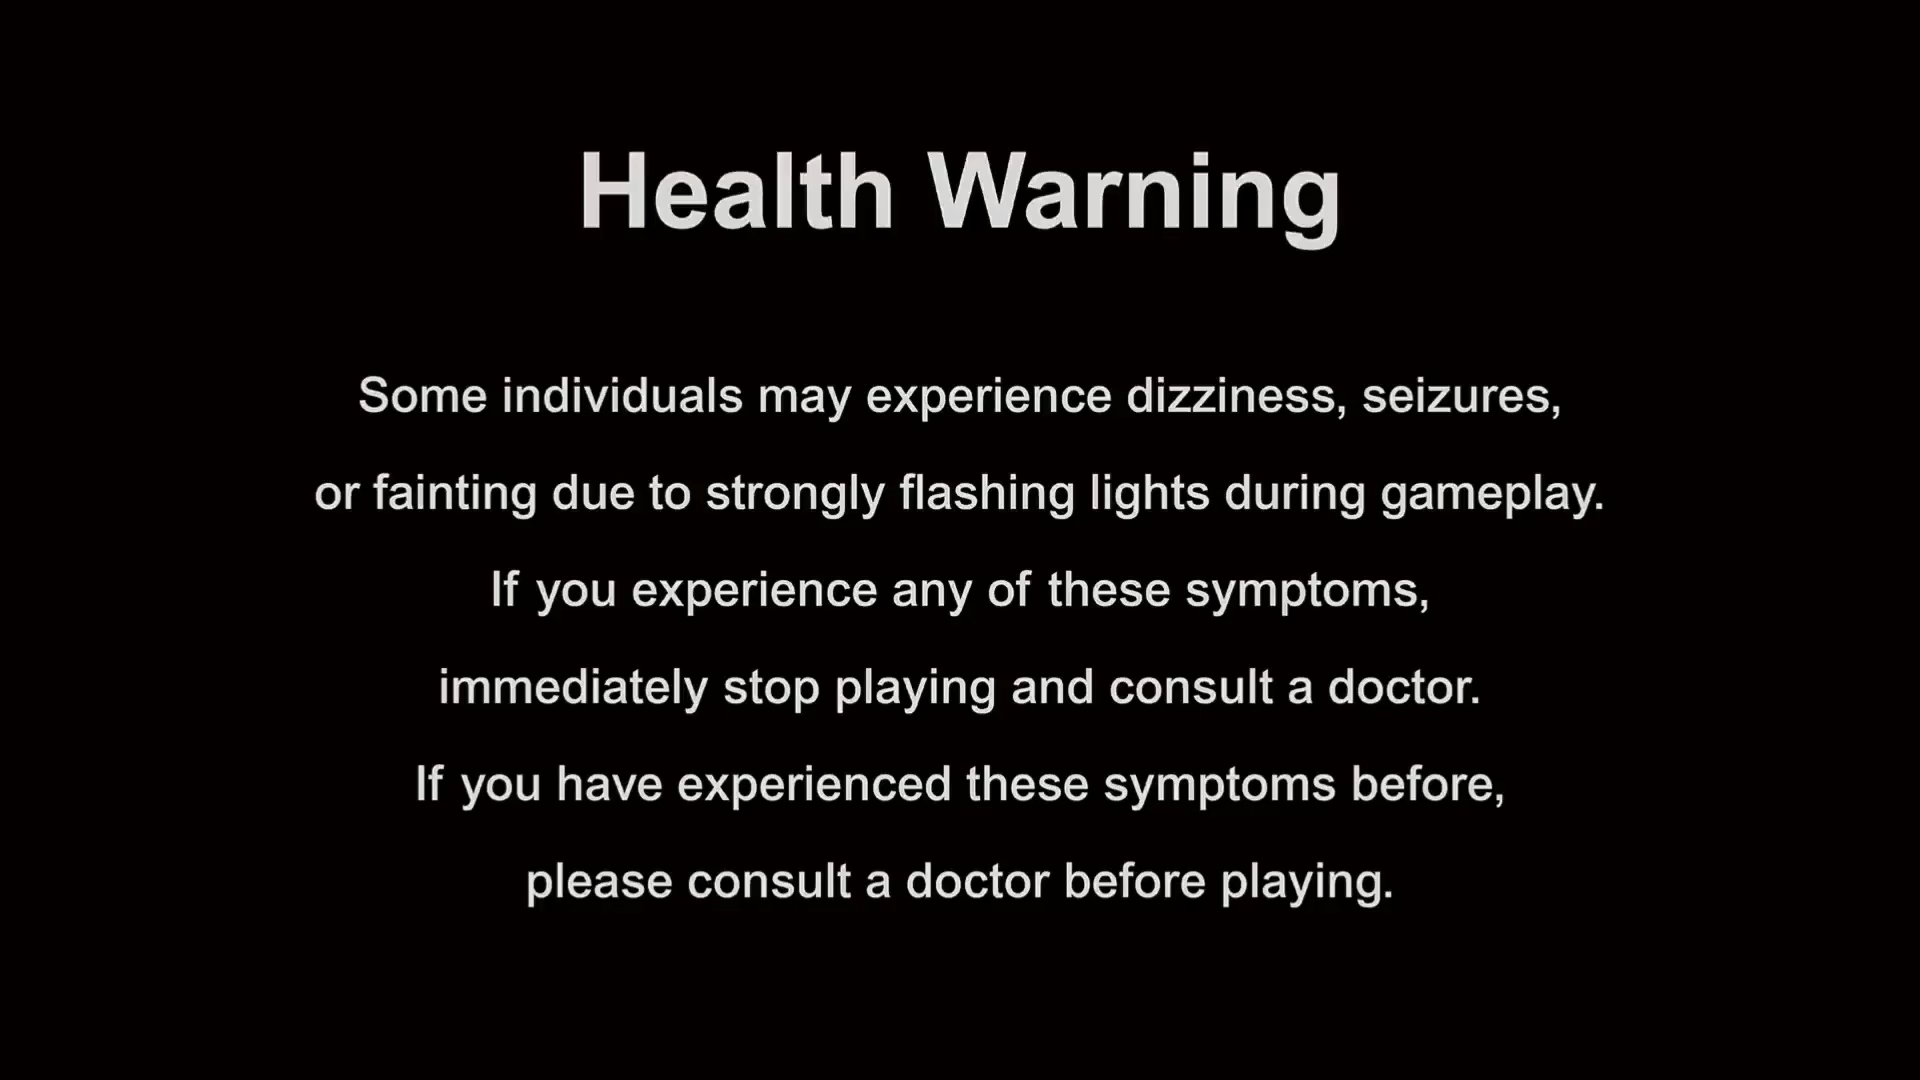 Health Warning
Some individuals may experience dizziness, seizures,
or fainting due to strongly flashing lights during gameplay.
If you experience any of these symptoms,
immediately stop playing and consult a doctor.
If you have experienced these symptoms before,
please consult a doctor before playing.